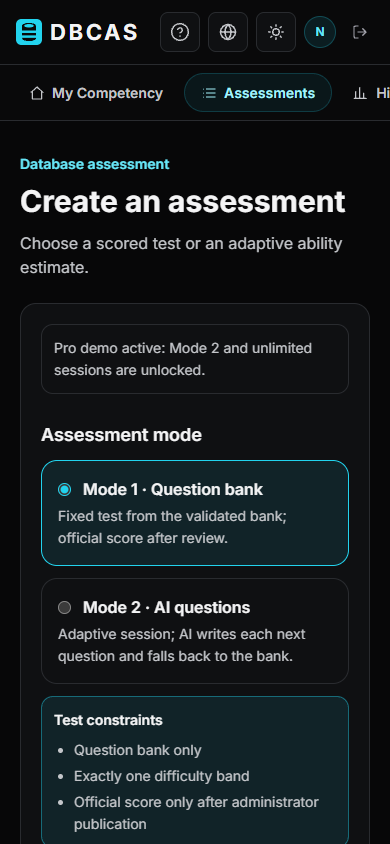 DBCAS
N
My Competency
Assessments
Hi
Database assessment
Create an assessment
Choose a scored test or an adaptive ability
estimate.
Pro demo active: Mode 2 and unlimited
sessions are unlocked.
Assessment mode
Mode 1 · Question bank
Fixed test from the validated bank;
official score after review.
Mode 2 · AI questions
Adaptive session; AI writes each next
question and falls back to the bank.
Test constraints
• Question bank only
• Exactly one difficulty band
• Official score only after administrator
publication